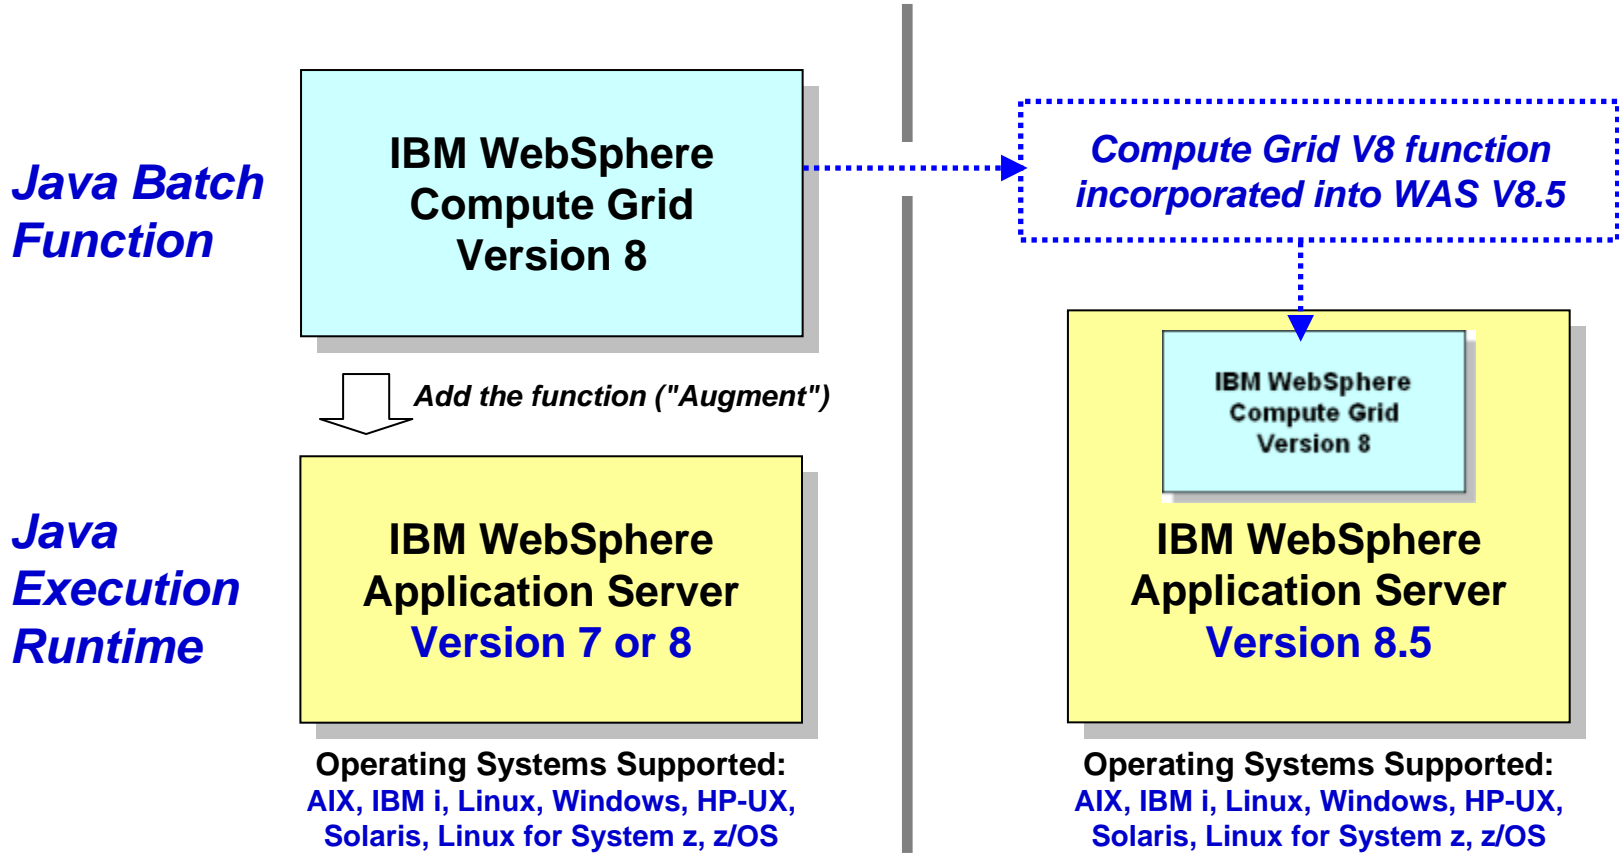 Java Batch
Function
IBM WebSphere
Compute Grid
Version 8
Add the function ("Augment")
Java
Execution
Runtime
IBM WebSphere
Application Server
Version 7 or 8
Operating Systems Supported:
AIX, IBM i, Linux, Windows, HP-UX,
Solaris, Linux for System z, z/OS
Compute Grid V8 function
incorporated into WAS V8.5
IBM WebSphere
Compute Grid
Version 8
IBM WebSphere
Application Server
Version 8.5
Operating Systems Supported:
AIX, IBM i, Linux, Windows, HP-UX,
Solaris, Linux for System z, z/OS